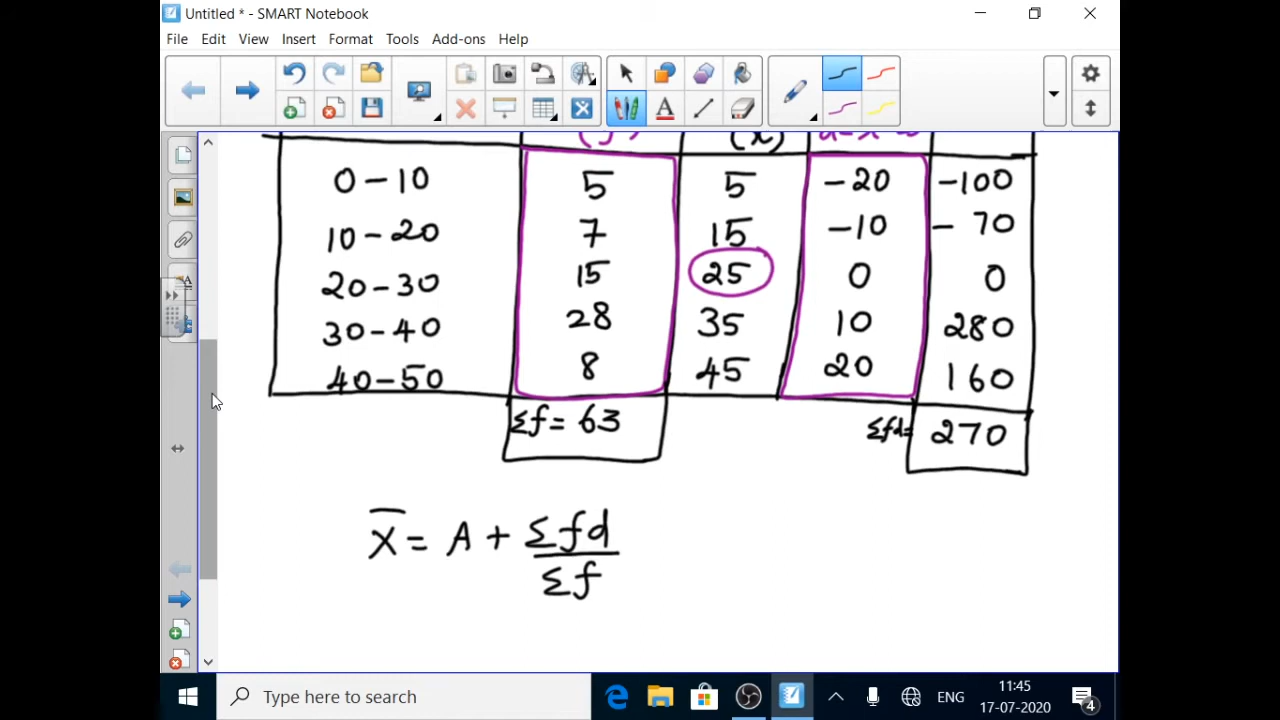 Untitled * - SMART Notebook
File Edit View Insert Format Tools Add-ons Help
(f) (x)
0-10 5 5 -20 -100
10-20 7 15 -10 -70
20-30 15 25 0 0
30-40 28 35 10 280
40-50 8 45 20 160
Σf = 63 Σfd= 270
X̄ = A + Σfd
Σf
Type here to search
ENG
11:45
17-07-2020
4